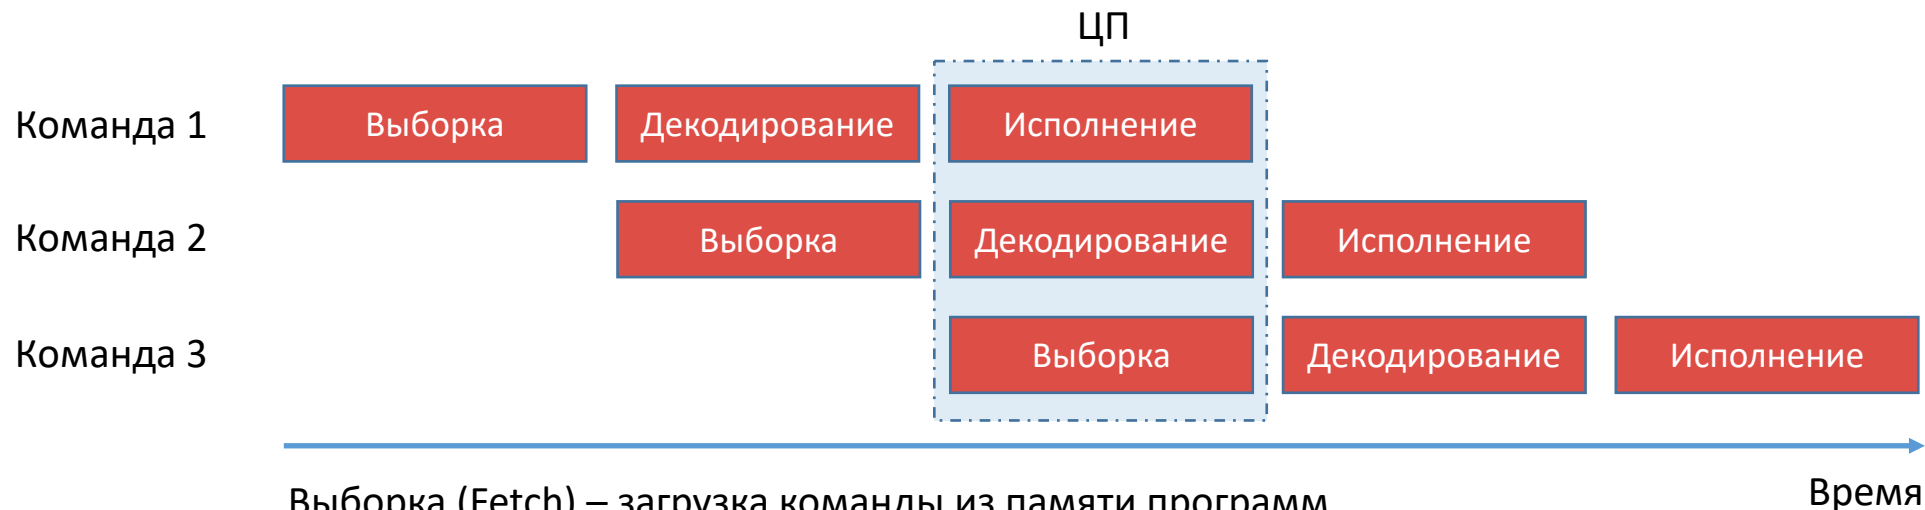 ЦП
Команда 1 Выборка Декодирование Исполнение
Команда 2 Выборка Декодирование Исполнение
Команда 3 Выборка Декодирование Исполнение
Время
Выборка (Fetch) – загрузка команды из памяти программ